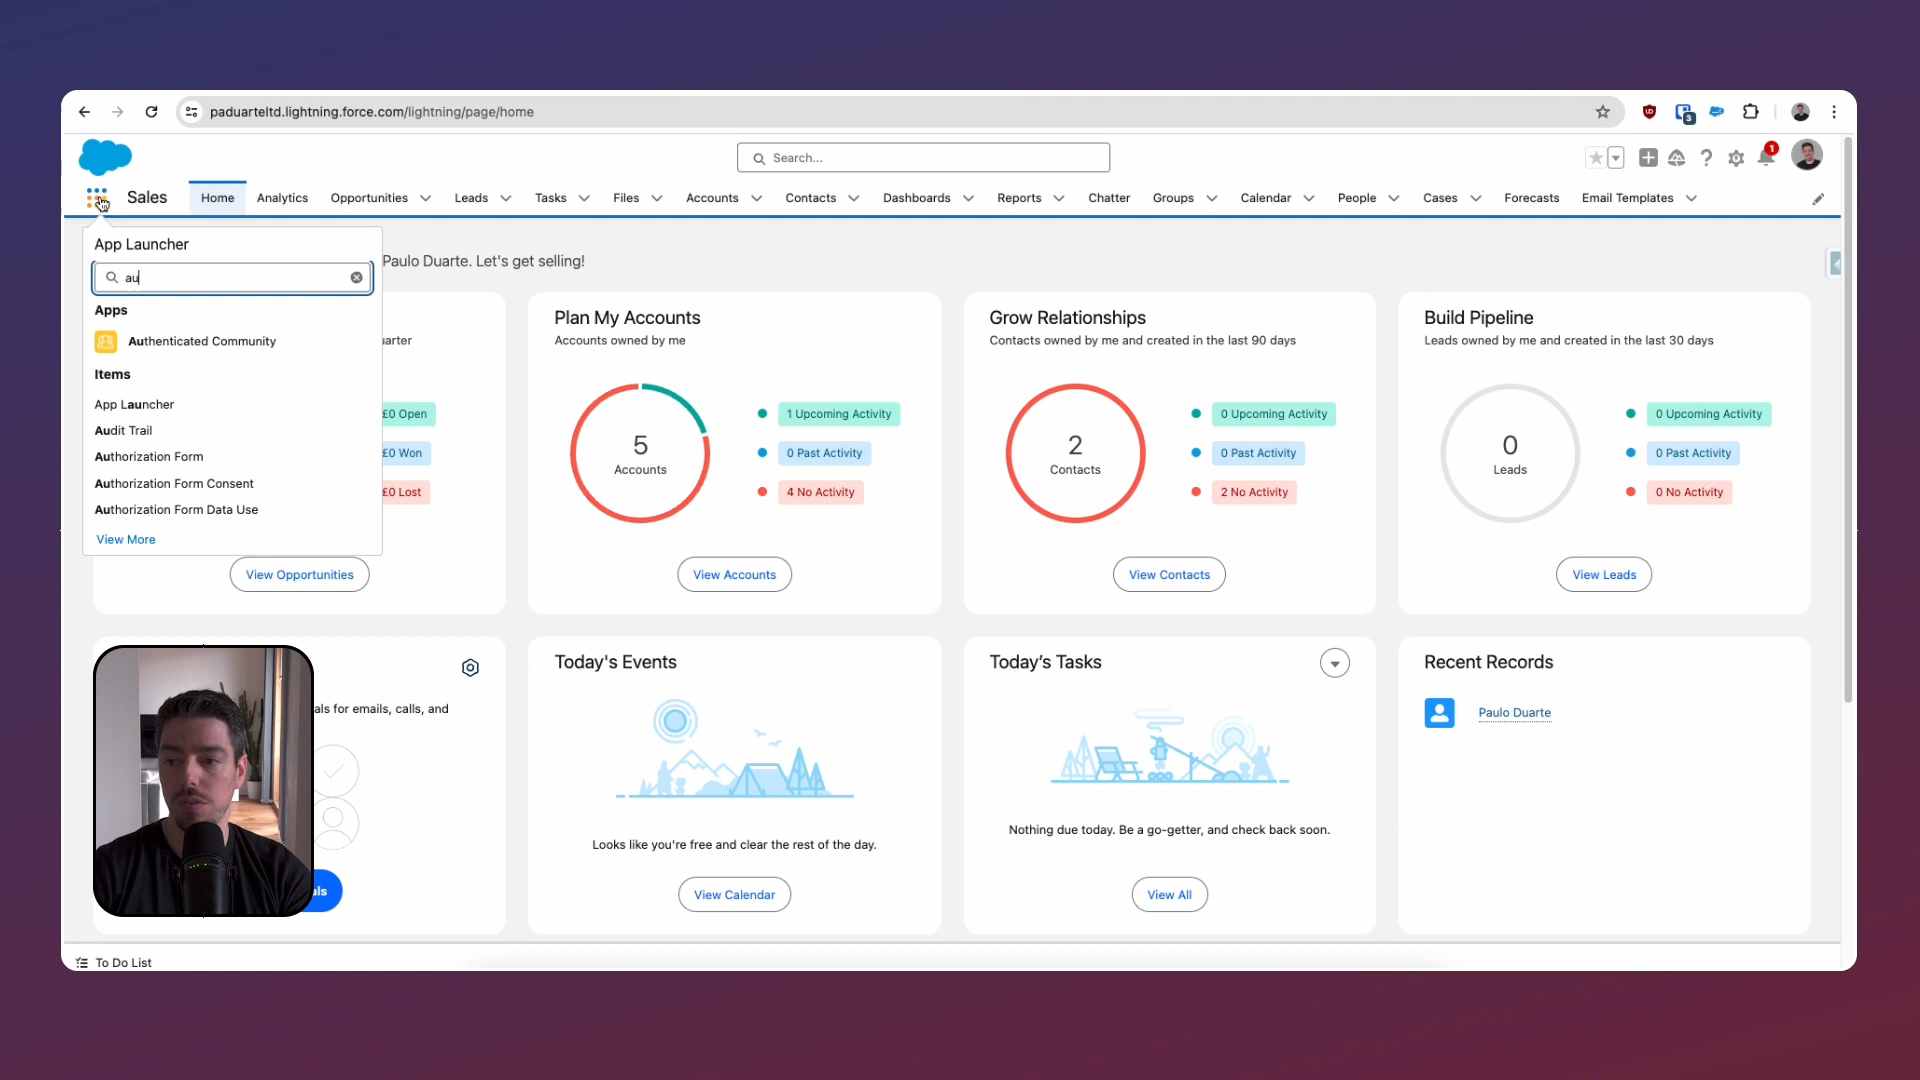 paduarteltd.lightning.force.com/lightning/page/home
3
Search...
1
Sales
Home
Analytics
Opportunities
Leads
Tasks
Files
Accounts
Contacts
Dashboards
Reports
Chatter
Groups
Calendar
People
Cases
Forecasts
Email Templates
App Launcher
au
Apps
Authenticated Community
Items
App Launcher
Audit Trail
Authorization Form
Authorization Form Consent
Authorization Form Data Use
View More
Paulo Duarte. Let's get selling!
£0 Open
£0 Won
£0 Lost
View Opportunities
Plan My Accounts
Accounts owned by me
5
Accounts
1 Upcoming Activity
0 Past Activity
4 No Activity
View Accounts
Grow Relationships
Contacts owned by me and created in the last 90 days
2
Contacts
0 Upcoming Activity
0 Past Activity
2 No Activity
View Contacts
Build Pipeline
Leads owned by me and created in the last 30 days
0
Leads
0 Upcoming Activity
0 Past Activity
0 No Activity
View Leads
for emails, calls, and
Today's Events
Looks like you're free and clear the rest of the day.
View Calendar
Today’s Tasks
Nothing due today. Be a go-getter, and check back soon.
View All
Recent Records
Paulo Duarte
To Do List